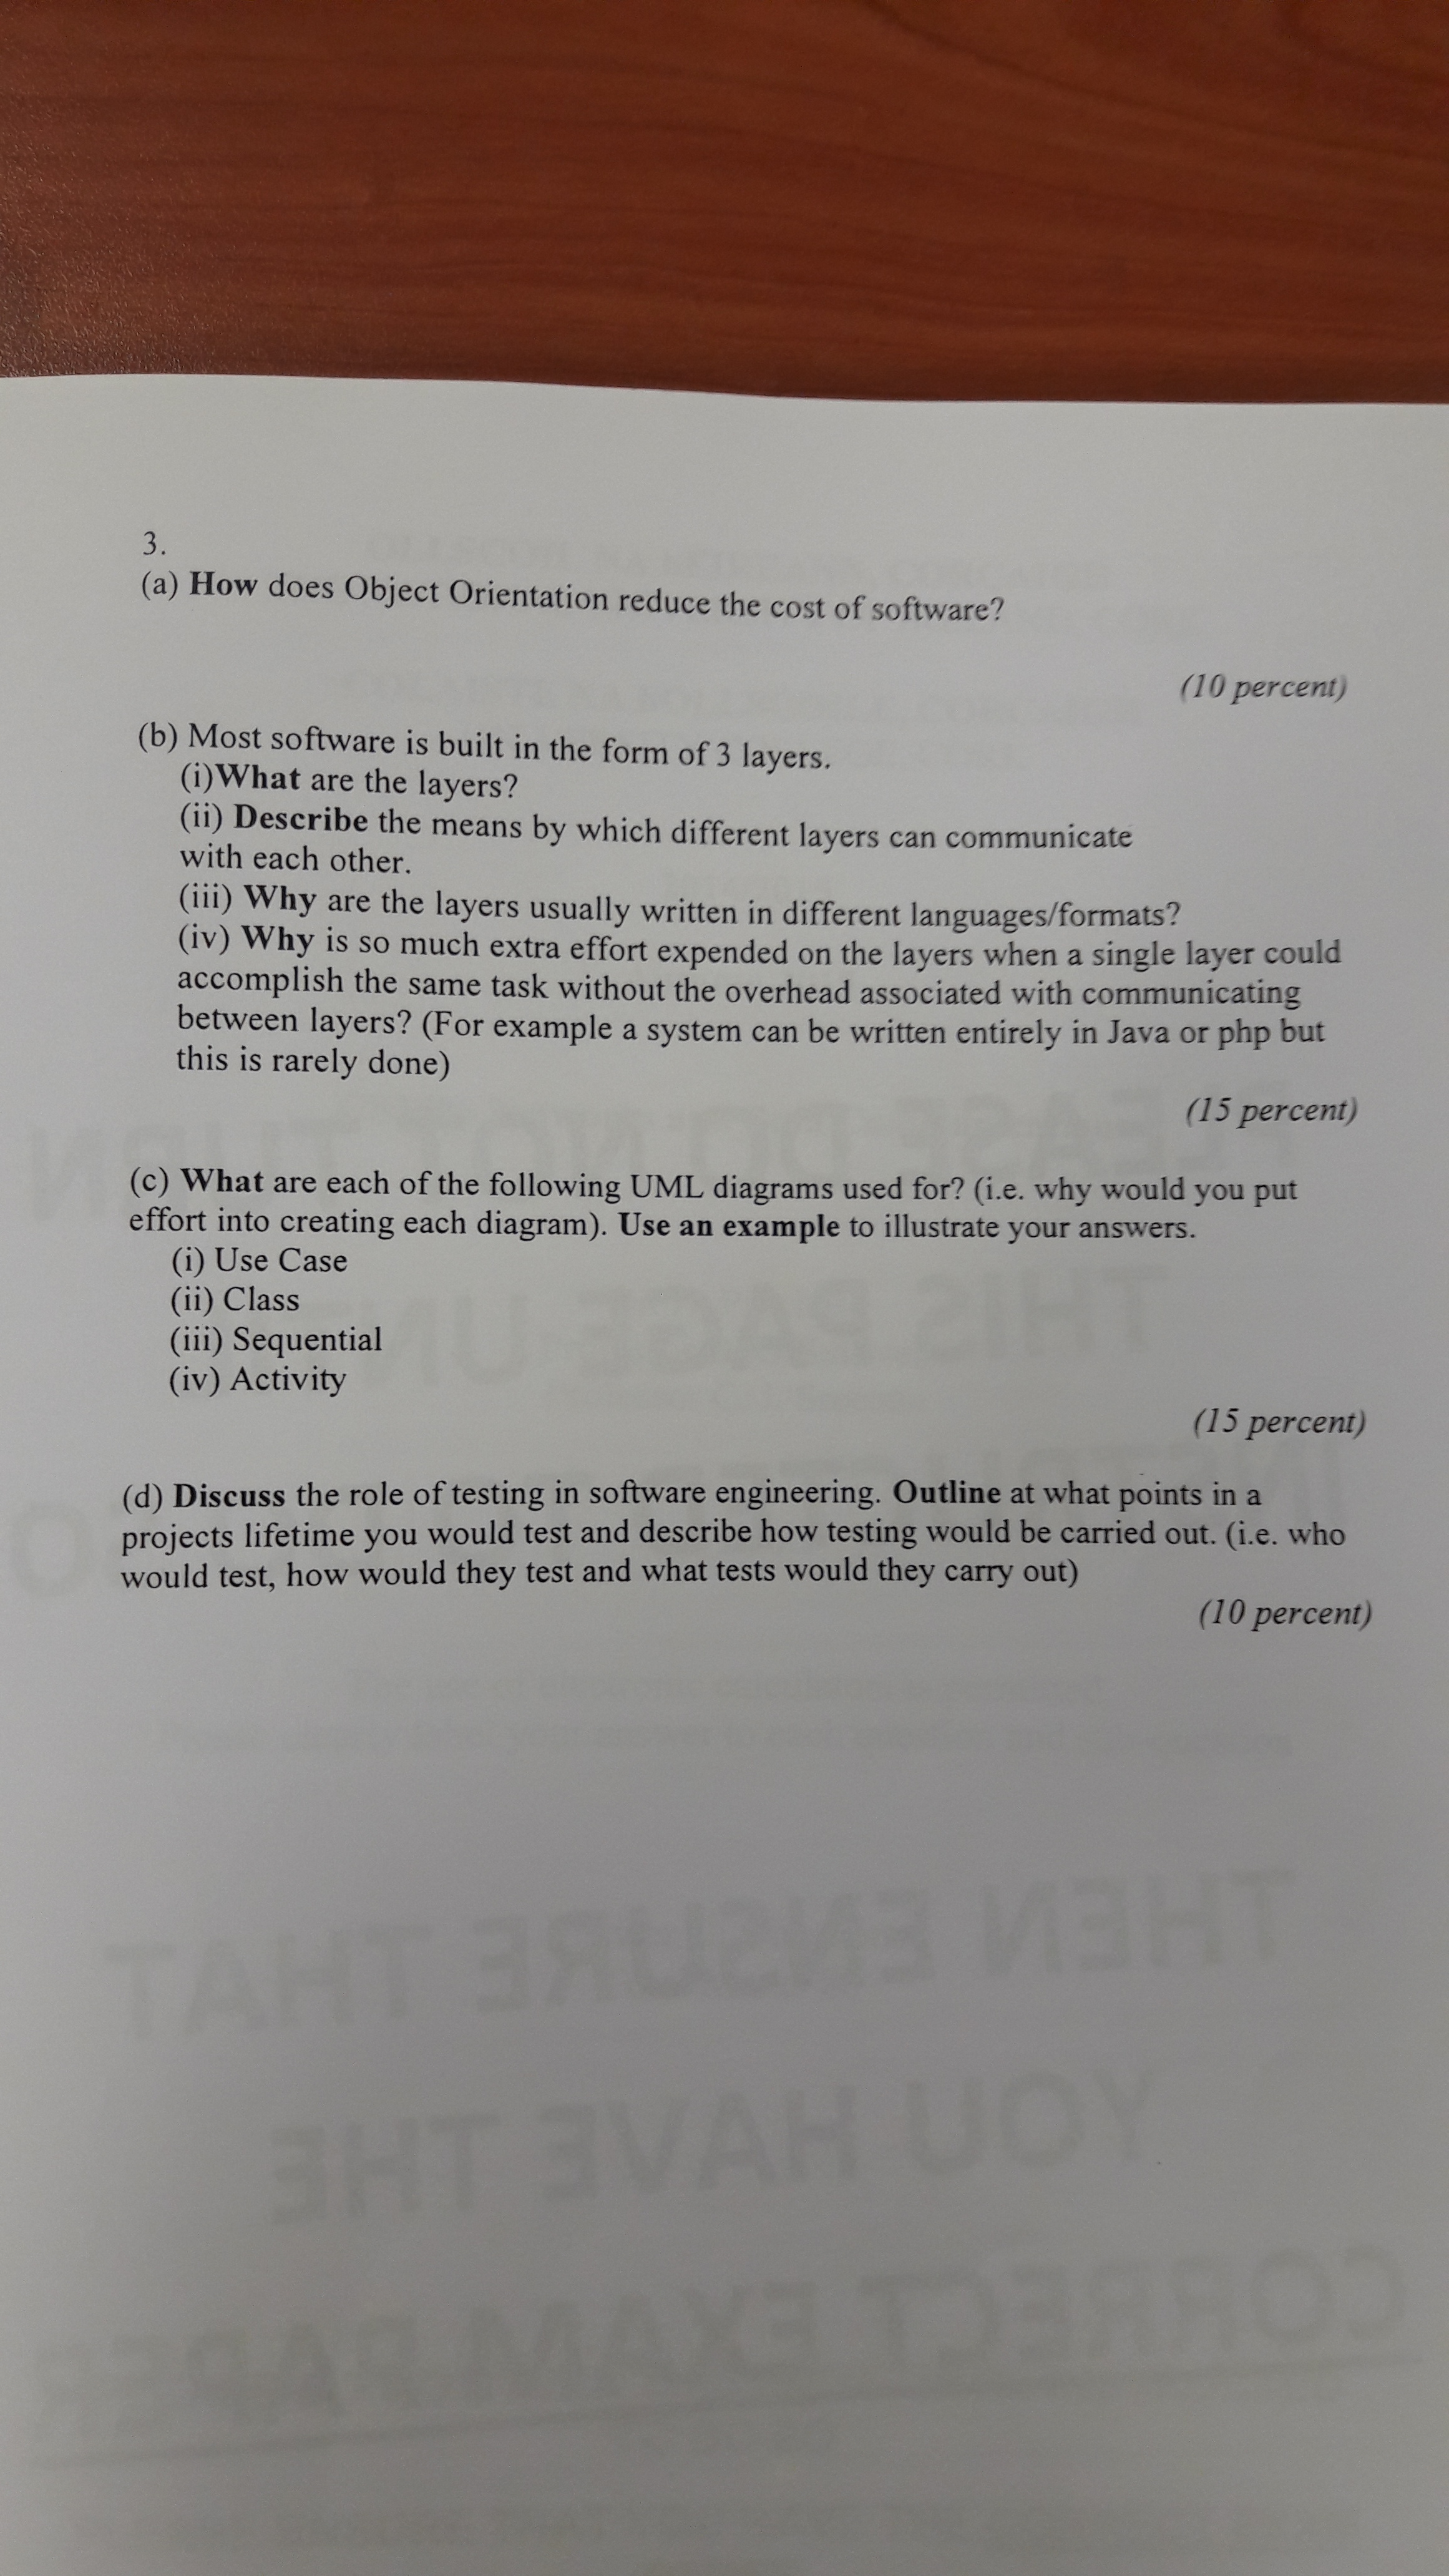 3.
(a) How does Object Orientation reduce the cost of software?
(10 percent)
(b) Most software is built in the form of 3 layers.
(i)What are the layers?
(ii) Describe the means by which different layers can communicate
with each other.
(iii) Why are the layers usually written in different languages/formats?
(iv) Why is so much extra effort expended on the layers when a single layer could
accomplish the same task without the overhead associated with communicating
between layers? (For example a system can be written entirely in Java or php but
this is rarely done)
(15 percent)
(c) What are each of the following UML diagrams used for? (i.e. why would you put
effort into creating each diagram). Use an example to illustrate your answers.
(i) Use Case
(ii) Class
(iii) Sequential
(iv) Activity
(15 percent)
(d) Discuss the role of testing in software engineering. Outline at what points in a
projects lifetime you would test and describe how testing would be carried out. (i.e. who
would test, how would they test and what tests would they carry out)
(10 percent)
THEN ENSURE THAT
YOU HAVE THE
CORRECT EXAM PAPER